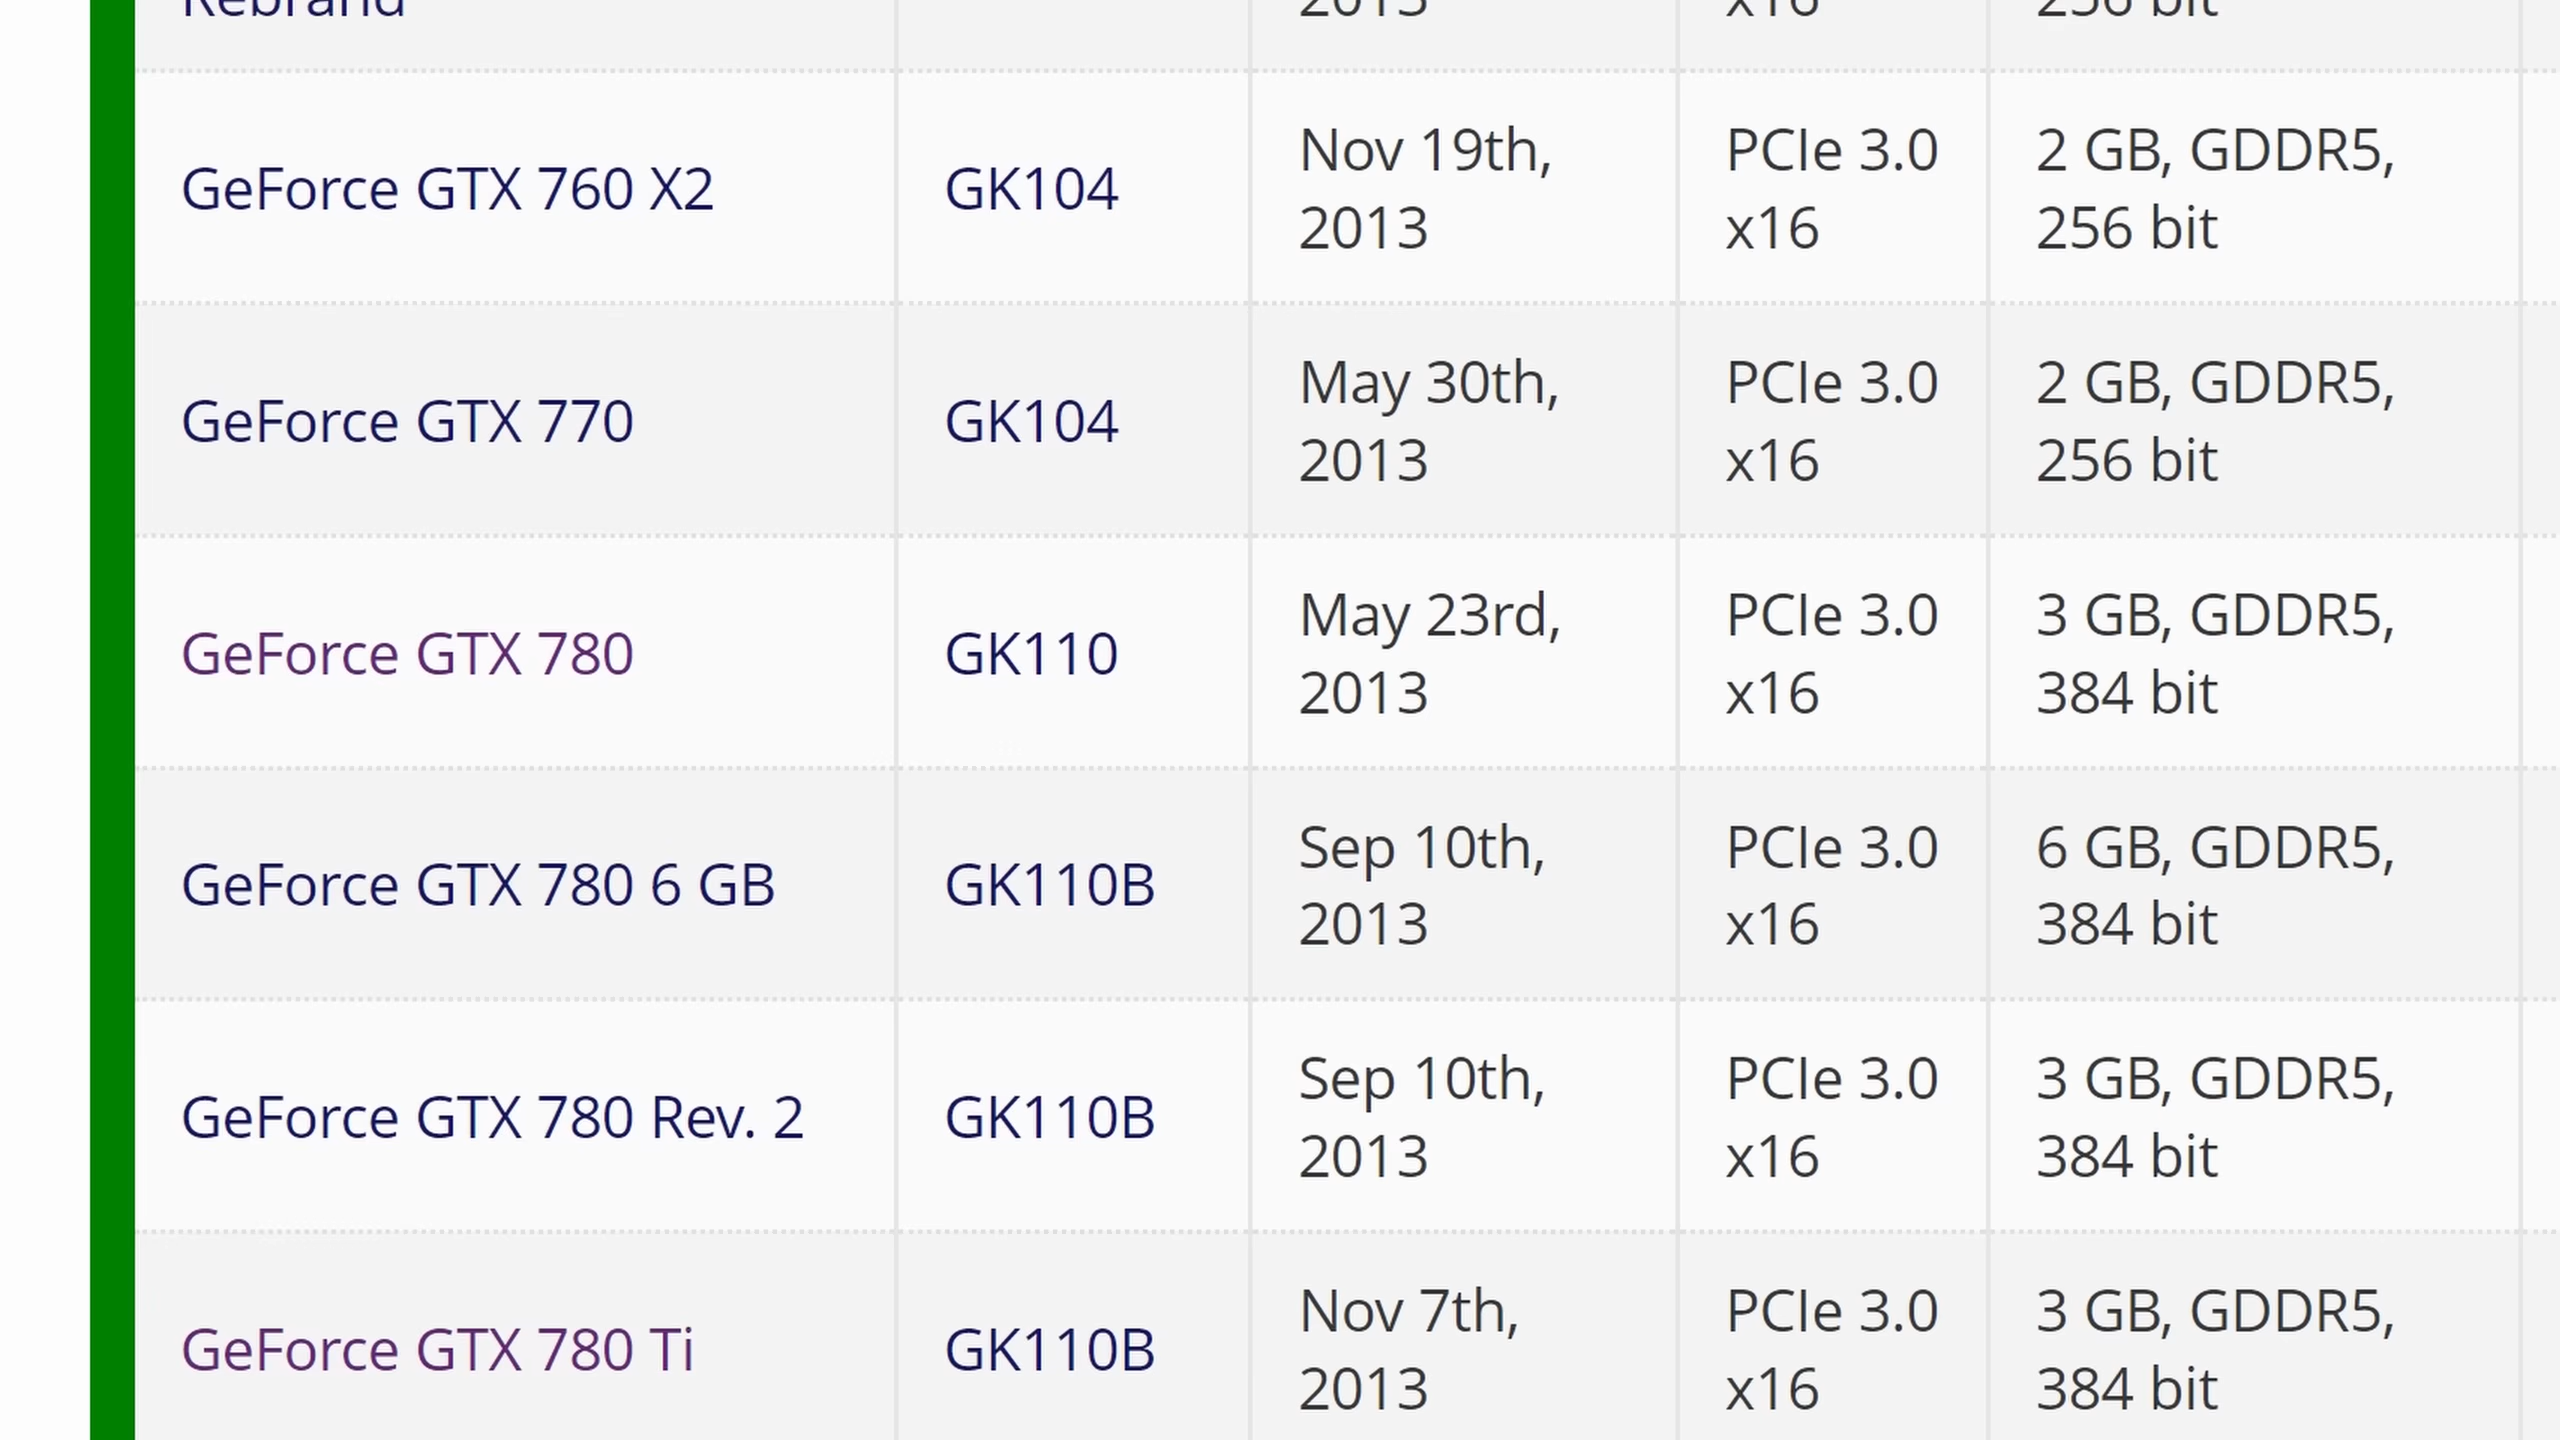 Rebrand 2013 x16 256 bit
GeForce GTX 760 X2 GK104 Nov 19th, 2013 PCIe 3.0 x16 2 GB, GDDR5, 256 bit
GeForce GTX 770 GK104 May 30th, 2013 PCIe 3.0 x16 2 GB, GDDR5, 256 bit
GeForce GTX 780 GK110 May 23rd, 2013 PCIe 3.0 x16 3 GB, GDDR5, 384 bit
GeForce GTX 780 6 GB GK110B Sep 10th, 2013 PCIe 3.0 x16 6 GB, GDDR5, 384 bit
GeForce GTX 780 Rev. 2 GK110B Sep 10th, 2013 PCIe 3.0 x16 3 GB, GDDR5, 384 bit
GeForce GTX 780 Ti GK110B Nov 7th, 2013 PCIe 3.0 x16 3 GB, GDDR5, 384 bit